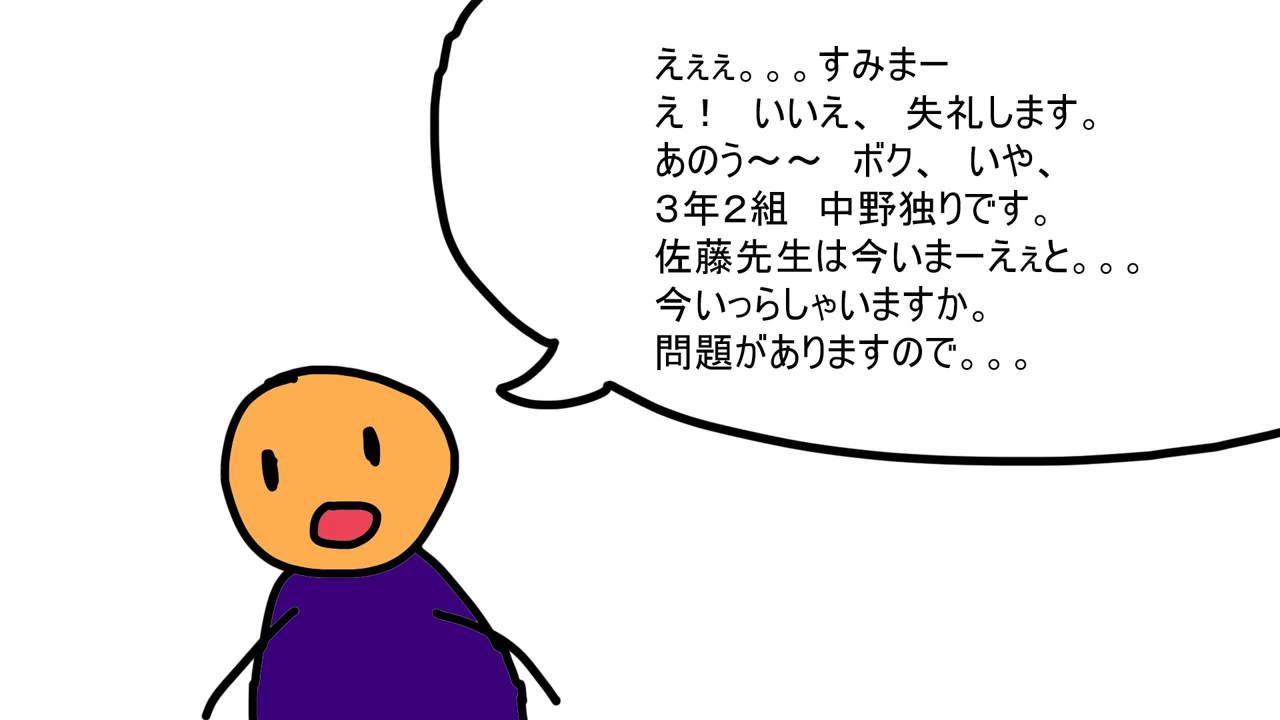 えぇぇ。。。すみまー
え！　いいえ、　失礼します。
あのう～～　ボク、　いや、
３年２組　中野独りです。
佐藤先生は今いまーえぇと。。。
今いっらしゃいますか。
問題がありますので。。。